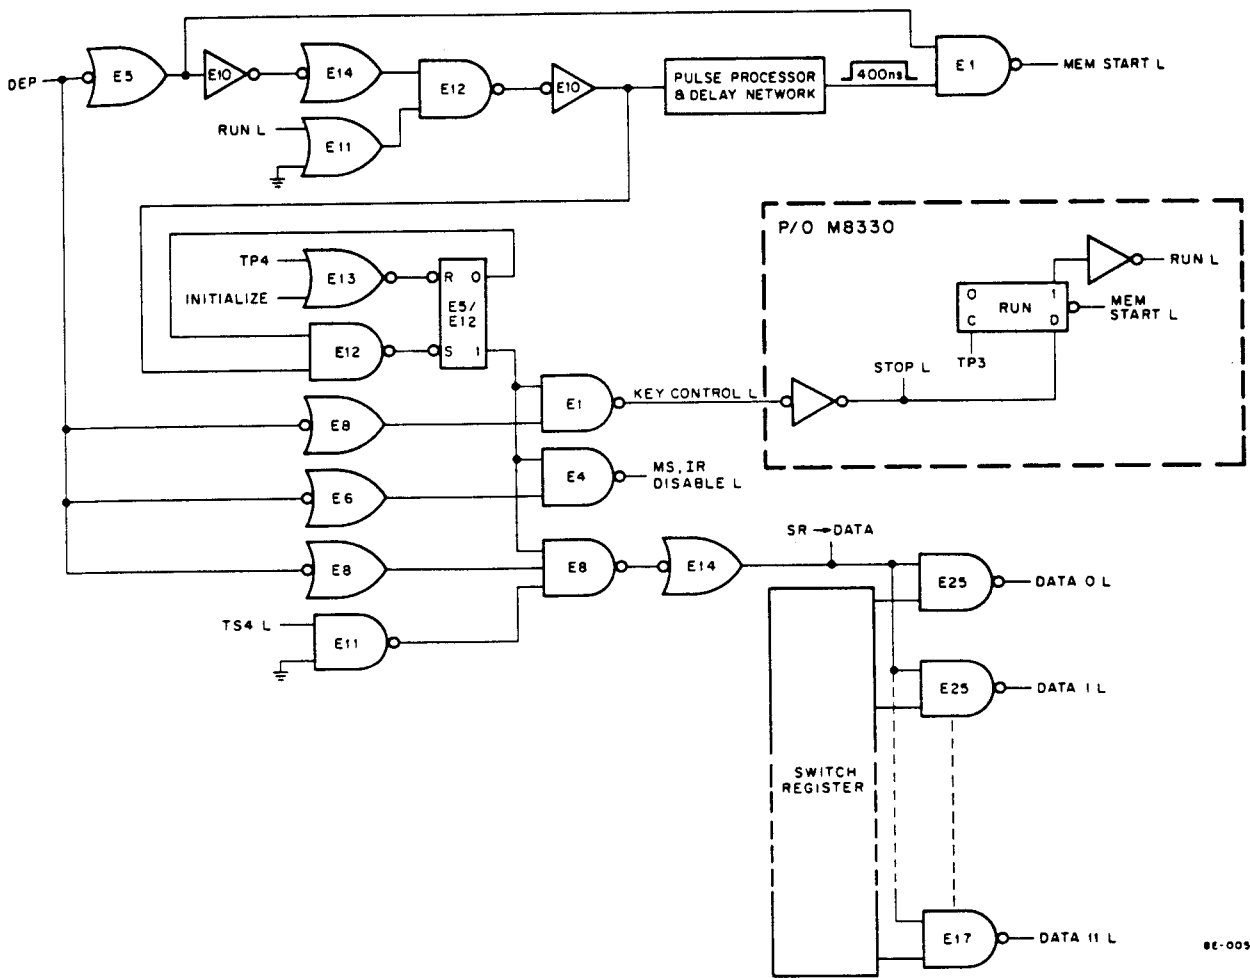 DEP
E5
E10
E14
E12
E10
PULSE PROCESSOR
& DELAY NETWORK
400ns
E1
MEM START L
RUN L
E11
P/O M8330
TP4
INITIALIZE
E13
R O
E5/
E12
S 1
E12
O 1
RUN
C D
RUN L
MEM
START L
TP3
STOP L
E8
E1
KEY CONTROL L
E6
E4
MS, IR
DISABLE L
E8
E8
E14
SR → DATA
TS4 L
E11
E25
DATA 0 L
E25
DATA 1 L
SWITCH
REGISTER
E17
DATA 11 L
8E-005